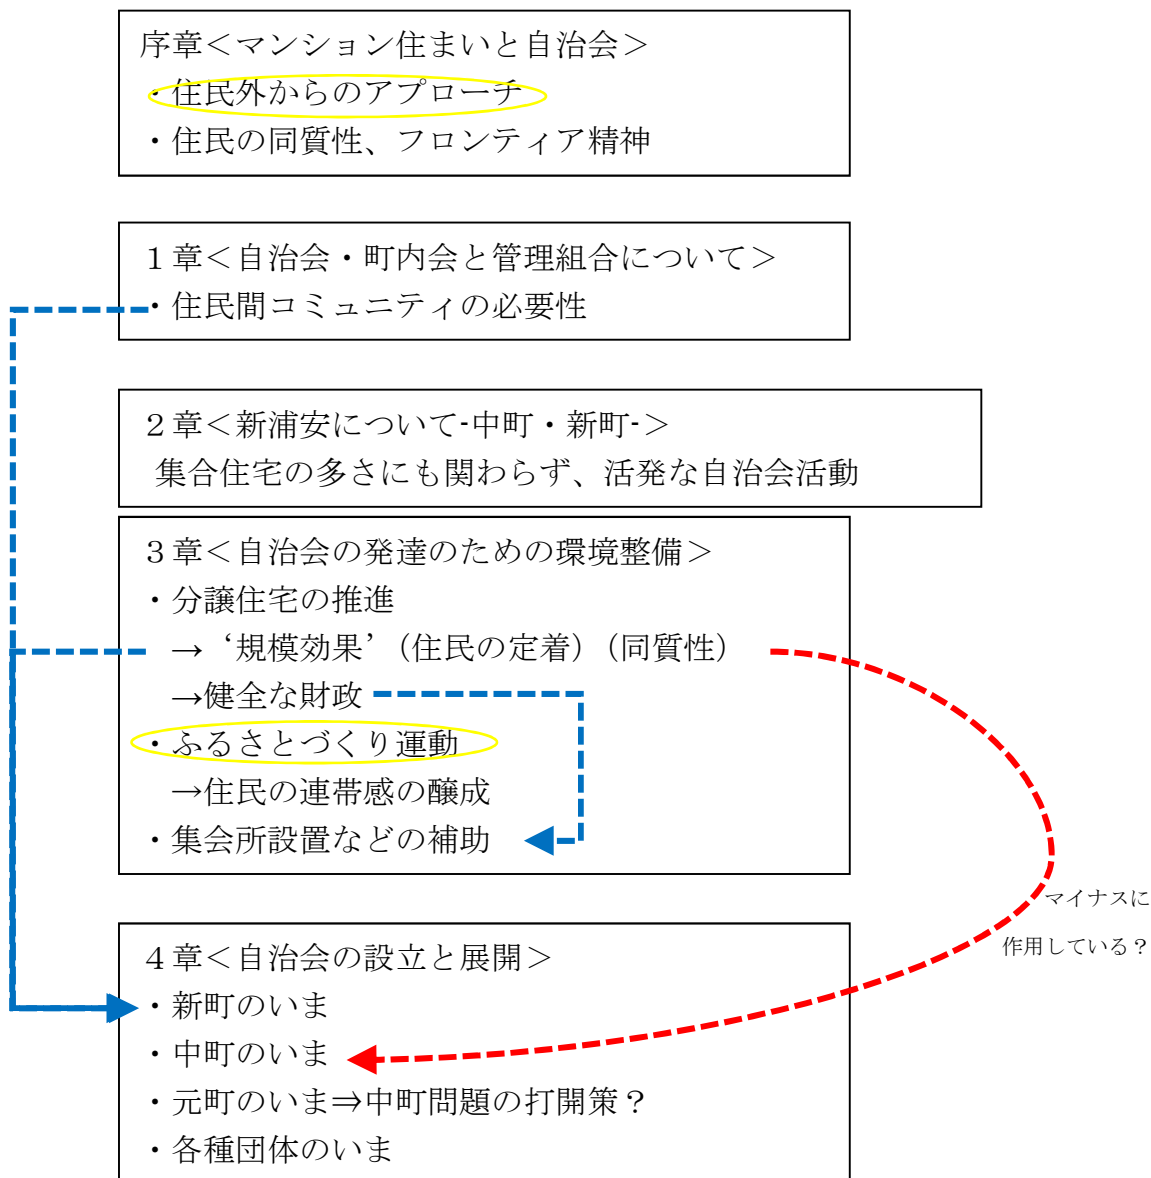 序章＜マンション住まいと自治会＞
・住民外からのアプローチ
・住民の同質性、フロンティア精神
１章＜自治会・町内会と管理組合について＞
・住民間コミュニティの必要性
２章＜新浦安について-中町・新町-＞
集合住宅の多さにも関わらず、活発な自治会活動
３章＜自治会の発達のための環境整備＞
・分譲住宅の推進
→‘規模効果’（住民の定着）（同質性）
→健全な財政
・ふるさとづくり運動
→住民の連帯感の醸成
・集会所設置などの補助
マイナスに
作用している？
４章＜自治会の設立と展開＞
・新町のいま
・中町のいま
・元町のいま⇒中町問題の打開策？
・各種団体のいま